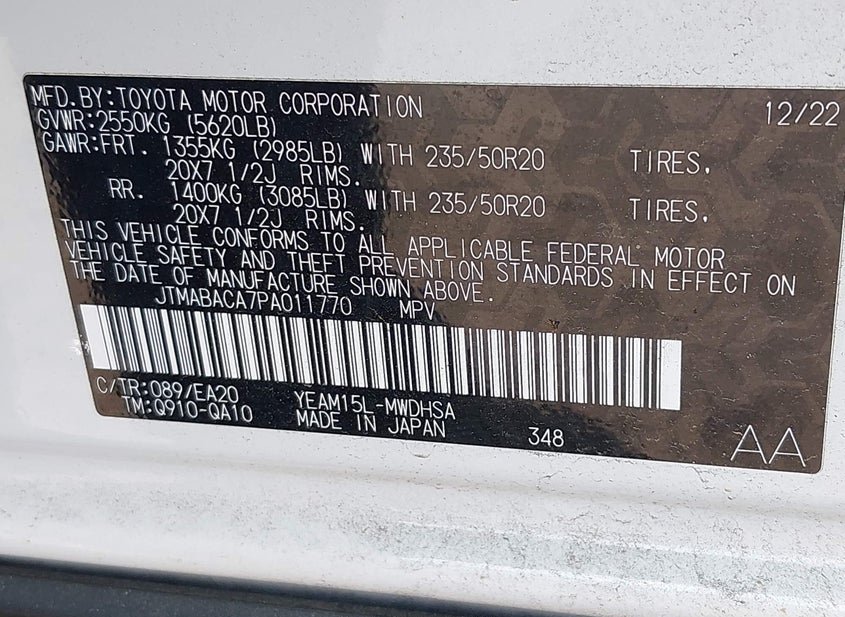 MFD.BY:TOYOTA MOTOR CORPORATION 12/22
GVWR:2550KG (5620LB)
GAWR:FRT. 1355KG (2985LB) WITH 235/50R20 TIRES.
20X7 1/2J RIMS.
RR. 1400KG (3085LB) WITH 235/50R20 TIRES.
20X7 1/2J RIMS.
THIS VEHICLE CONFORMS TO ALL APPLICABLE FEDERAL MOTOR
VEHICLE SAFETY AND THEFT PREVENTION STANDARDS IN EFFECT ON
THE DATE OF MANUFACTURE SHOWN ABOVE.
JTMABACA7PA011770 MPV
C/TR:089/EA20 YEAM15L-MWDHSA
TM:Q910-QA10 MADE IN JAPAN 348 AA